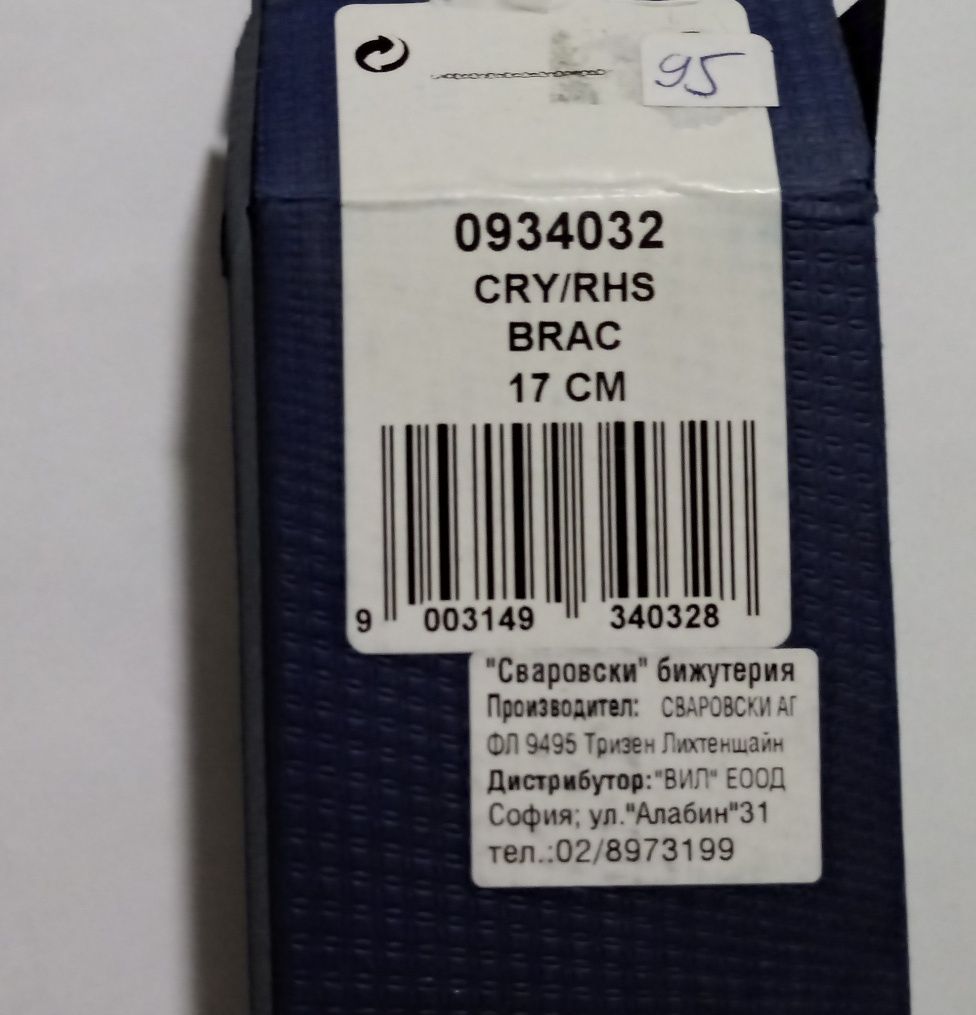 95
0934032
CRY/RHS
BRAC
17 CM
9 003149 340328
"Сваровски" бижутерия
Производител: СВАРОВСКИ АГ
ФЛ 9495 Тризен Лихтенщайн
Дистрибутор:"ВИЛ" ЕООД
София; ул."Алабин"31
тел.:02/8973199